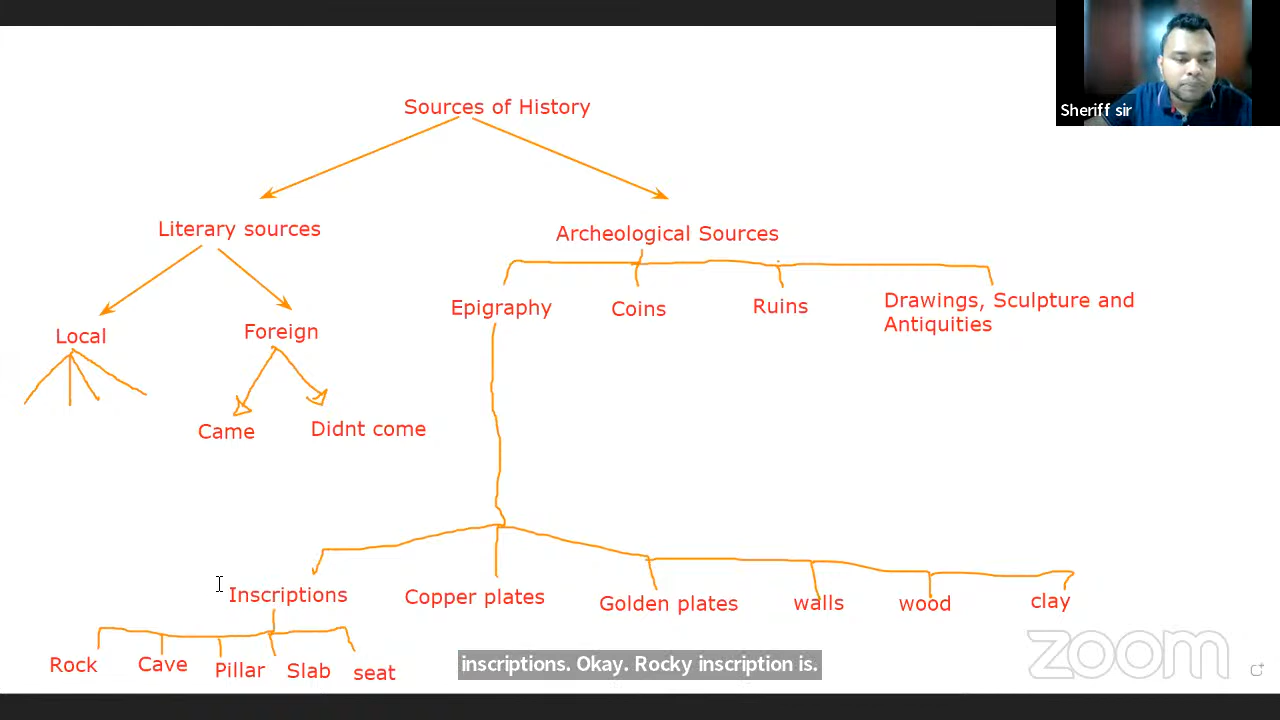 Sheriff sir
Sources of History
Literary sources
Archeological Sources
Epigraphy
Coins
Ruins
Drawings, Sculpture and
Antiquities
Local
Foreign
Came
Didnt come
Inscriptions
Copper plates
Golden plates
walls
wood
clay
Rock
Cave
Pillar
Slab
seat
inscriptions. Okay. Rocky inscription is.
zoom